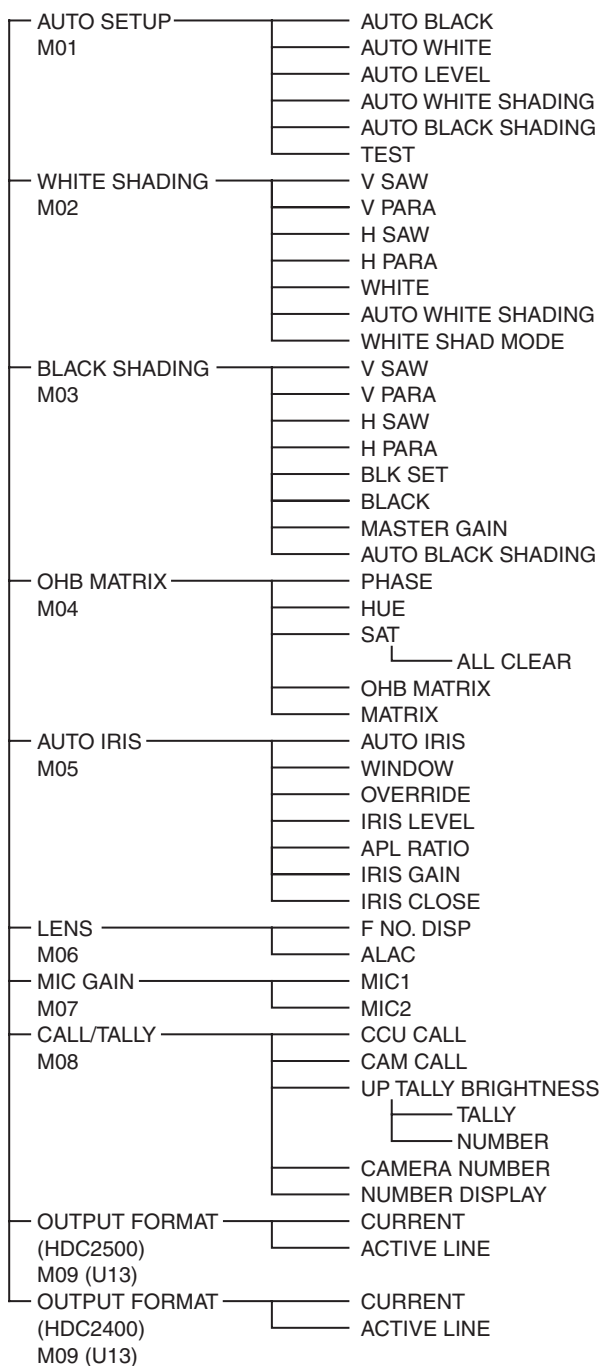 AUTO SETUP
M01
AUTO BLACK
AUTO WHITE
AUTO LEVEL
AUTO WHITE SHADING
AUTO BLACK SHADING
TEST
WHITE SHADING
M02
V SAW
V PARA
H SAW
H PARA
WHITE
AUTO WHITE SHADING
WHITE SHAD MODE
BLACK SHADING
M03
V SAW
V PARA
H SAW
H PARA
BLK SET
BLACK
MASTER GAIN
AUTO BLACK SHADING
OHB MATRIX
M04
PHASE
HUE
SAT
ALL CLEAR
OHB MATRIX
MATRIX
AUTO IRIS
M05
AUTO IRIS
WINDOW
OVERRIDE
IRIS LEVEL
APL RATIO
IRIS GAIN
IRIS CLOSE
LENS
M06
F NO. DISP
ALAC
MIC GAIN
M07
MIC1
MIC2
CALL/TALLY
M08
CCU CALL
CAM CALL
UP TALLY BRIGHTNESS
TALLY
NUMBER
CAMERA NUMBER
NUMBER DISPLAY
OUTPUT FORMAT
(HDC2500)
M09 (U13)
CURRENT
ACTIVE LINE
OUTPUT FORMAT
(HDC2400)
M09 (U13)
CURRENT
ACTIVE LINE